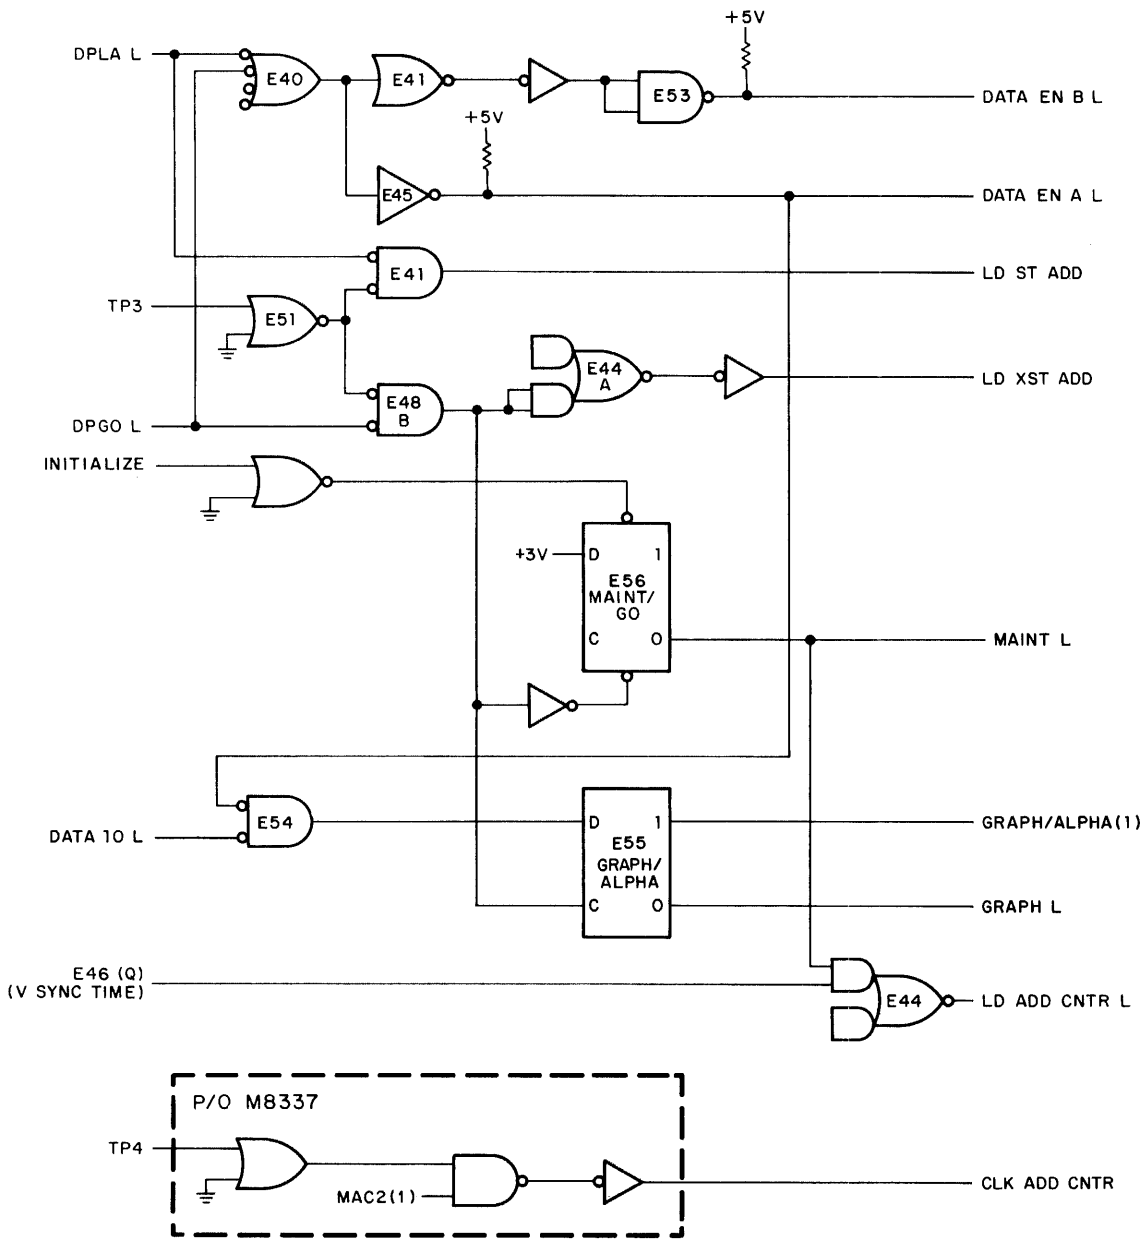 +5V
DPLA L
E40
E41
E53
DATA EN B L
+5V
E45
DATA EN A L
E41
LD ST ADD
TP3
E51
E44
A
LD XST ADD
E48
B
DPGO L
INITIALIZE
+3V
D 1
E56
MAINT/
GO
C 0
MAINT L
E54
DATA 10 L
D 1
E55
GRAPH/
ALPHA
C 0
GRAPH/ALPHA(1)
GRAPH L
E46 (Q)
(V SYNC TIME)
E44
LD ADD CNTR L
P/O M8337
TP4
MAC2(1)
CLK ADD CNTR